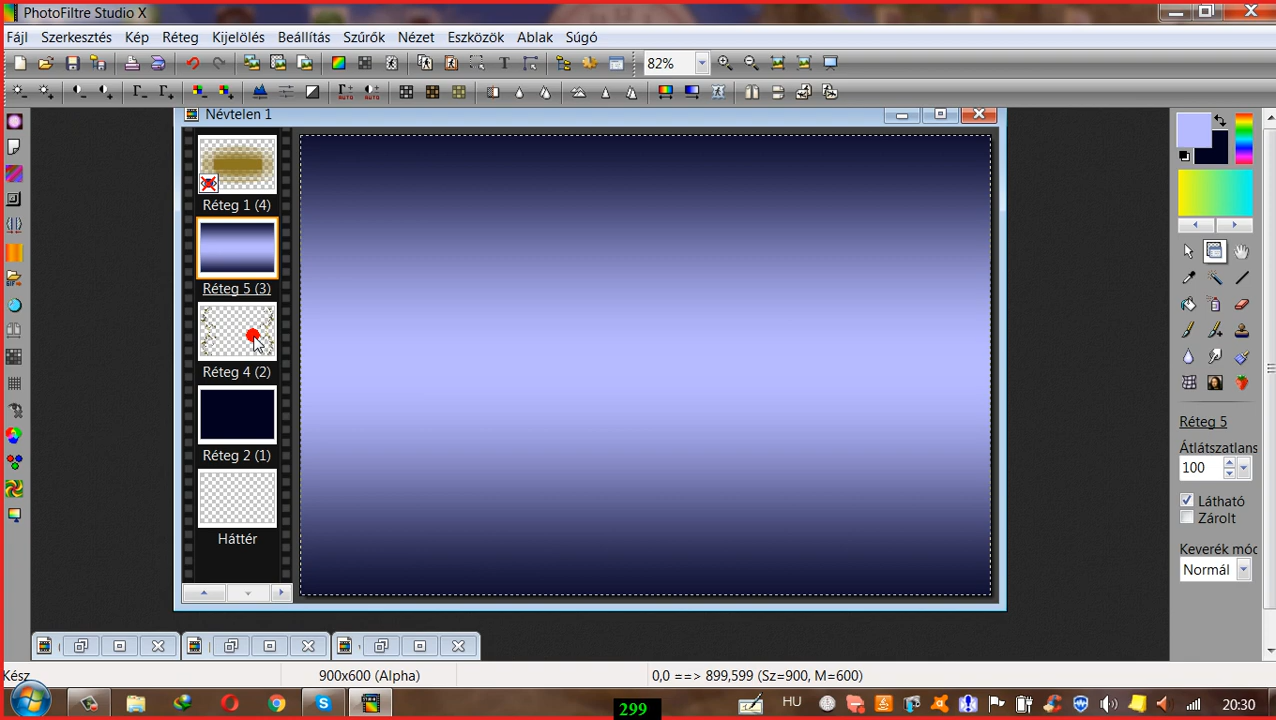 PhotoFiltre Studio X
Fájl Szerkesztés Kép Réteg Kijelölés Beállítás Szűrők Nézet Eszközök Ablak Súgó
82%
Névtelen 1
Réteg 1 (4)
Réteg 5 (3)
Réteg 4 (2)
Réteg 2 (1)
Háttér
Réteg 5
Átlátszatlans
100
Látható
Zárolt
Keverék móc
Normál
Kész
900x600 (Alpha)
0,0 ==> 899,599 (Sz=900, M=600)
HU
20:30
299